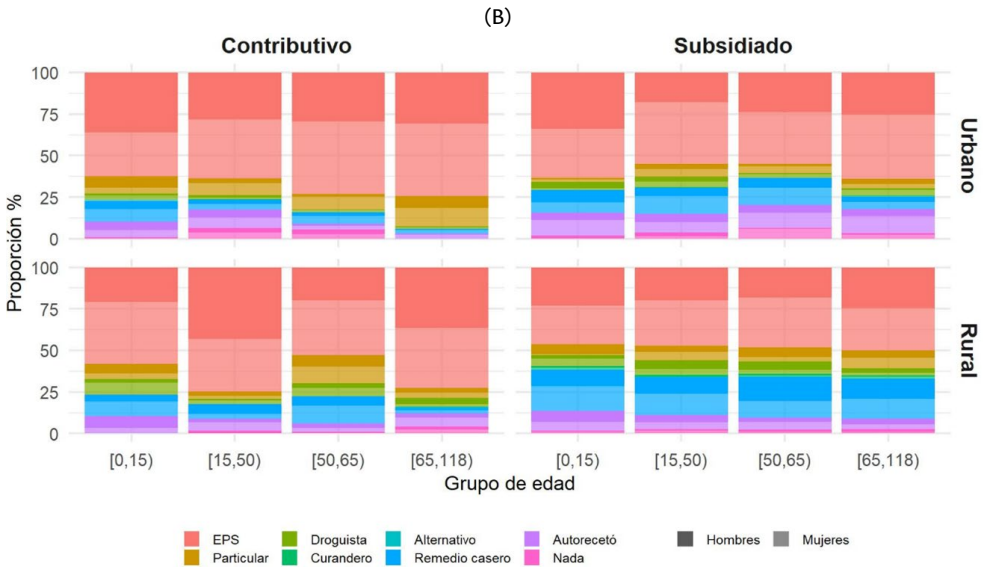 (B)
Contributivo Subsidiado
100
75
50
25
0
Urbano
100
75
50
25
0
Rural
Proporción %
[0,15) [15,50) [50,65) [65,118) [0,15) [15,50) [50,65) [65,118)
Grupo de edad
EPS Droguista Alternativo Autorecetó Hombres Mujeres
Particular Curandero Remedio casero Nada